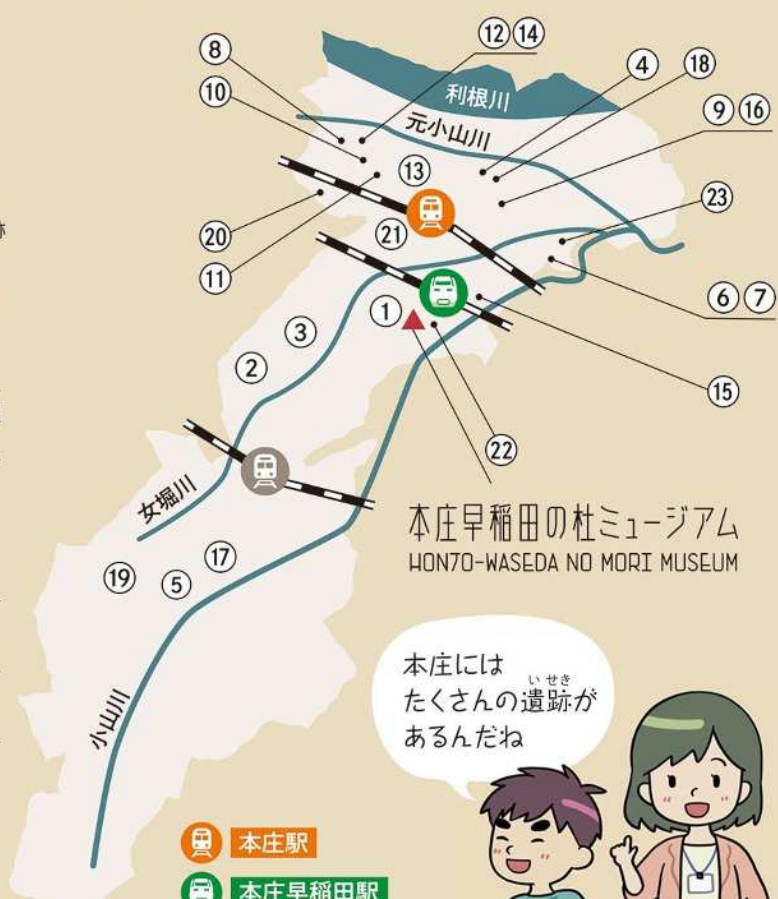 ⑫⑭
⑧
④
⑱
⑩
利根川
⑨⑯
元小山川
⑬
㉓
⑳
㉑
⑪
⑥⑦
①
③
②
⑮
㉒
女堀川
本庄早稲田の杜ミュージアム
HONJO-WASEDA NO MORI MUSEUM
⑲
⑤
⑰
小山川
本庄には
いせき
たくさんの遺跡が
あるんだね
本庄駅
本庄早稲田駅